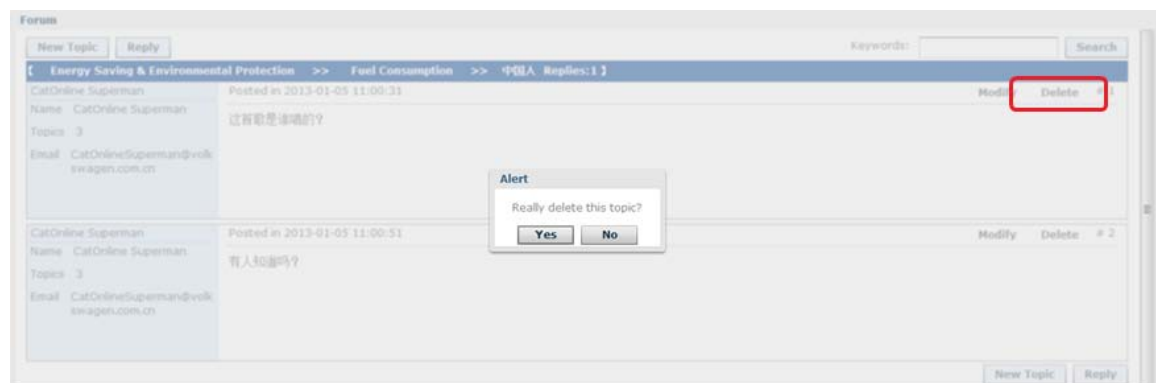 Forum
New Topic Reply Keywords: Search
【 Energy Saving & Environmental Protection >> Fuel Consumption >> 中国人 Replies:1 】
CatOnline Superman Posted in 2013-01-05 11:00:31 Modify Delete # 1
Name CatOnline Superman
这首歌是谁唱的?
Topics 3
Email CatOnlineSuperman@volk
swagen.com.cn
Alert
Really delete this topic?
Yes No
CatOnline Superman Posted in 2013-01-05 11:00:51 Modify Delete # 2
Name CatOnline Superman
有人知道吗?
Topics 3
Email CatOnlineSuperman@volk
swagen.com.cn
New Topic Reply